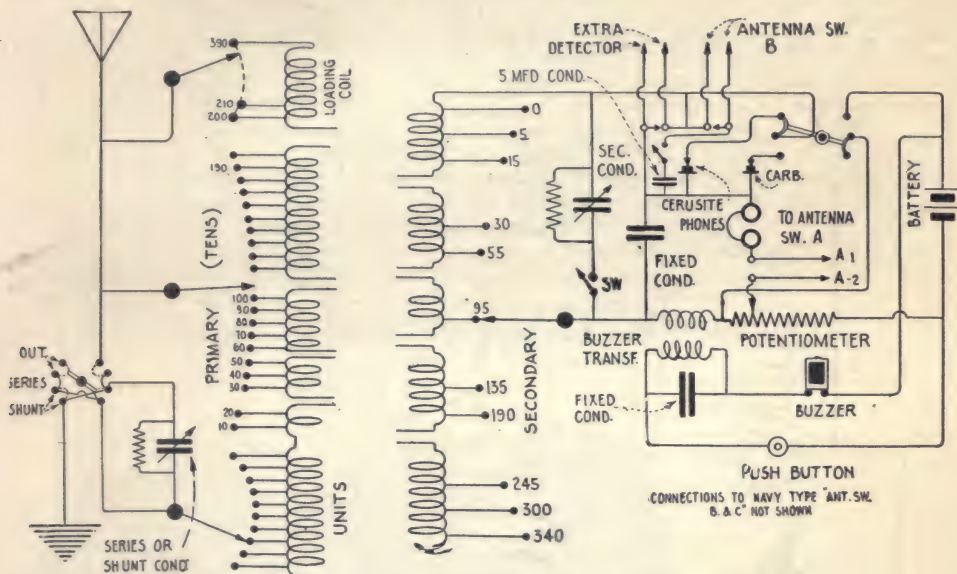 390
210
200
LOADING
COIL
190
(TENS)
PRIMARY
100
90
80
70
60
50
40
30
20
10
UNITS
OUT
SERIES
SHUNT
SERIES OR
SHUNT COND
0
5
15
30
55
95
135
190
245
300
340
SECONDARY
EXTRA
DETECTOR
ANTENNA SW.
B
5 MFD COND.
SEC.
COND.
SW
CERUSITE
PHONES
CARB.
TO ANTENNA
SW. A
A1
A-2
FIXED
COND.
BATTERY
BUZZER
TRANSF.
POTENTIOMETER
FIXED
COND.
BUZZER
PUSH BUTTON
CONNECTIONS TO NAVY TYPE "ANT. SW.
B. & C" NOT SHOWN